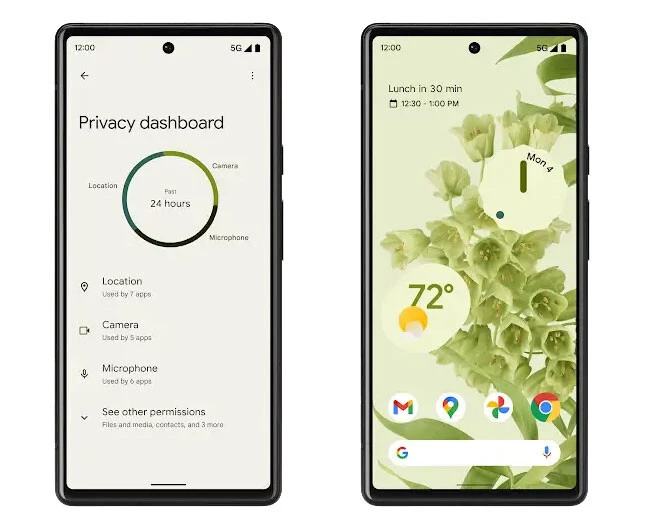 12:00
5G
Privacy dashboard
Location
Camera
Past
24 hours
Microphone
Location
Used by 7 apps
Camera
Used by 5 apps
Microphone
Used by 6 apps
See other permissions
Files and media, contacts, and 3 more
12:00
5G
Lunch in 30 min
12:30 - 1:00 PM
Mon 4
72°